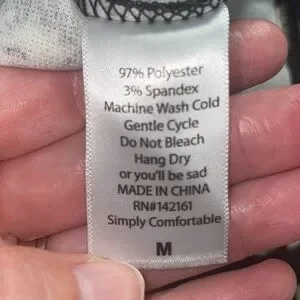 97% Polyester
3% Spandex
Machine Wash Cold
Gentle Cycle
Do Not Bleach
Hang Dry
or you'll be sad
MADE IN CHINA
RN#142161
Simply Comfortable
M